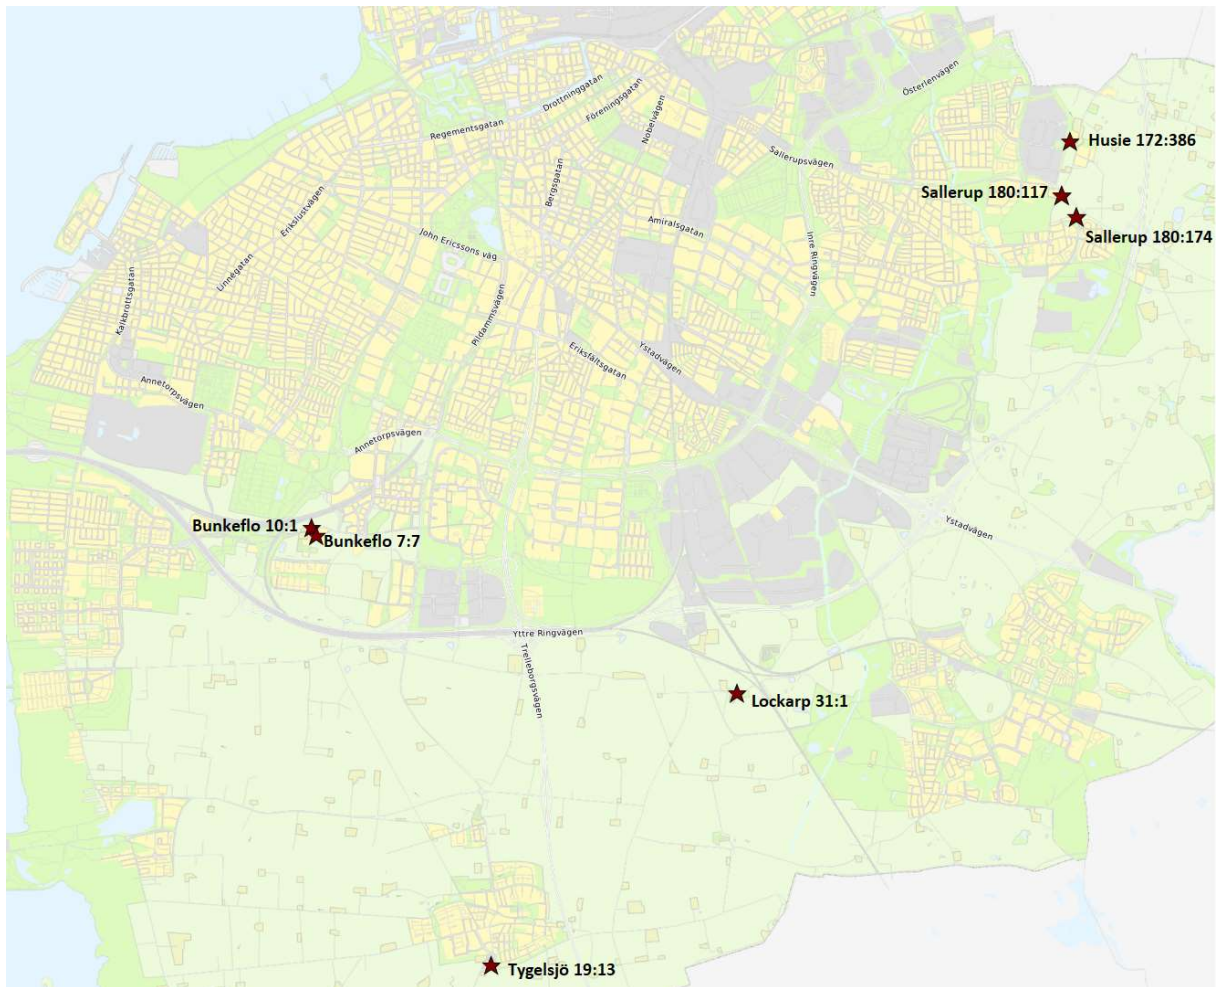 Österlenvägen
Drottninggatan
Föreningsgatan
Nobelvägen
Regementsgatan
Husie 172:386
Sallerupsvägen
Bergsgatan
Sallerup 180:117
Erikslustvägen
Amiralsgatan
Sallerup 180:174
John Ericssons väg
Inre Ringvägen
Linnégatan
Kalkbrottsgatan
Pildammsvägen
Eriksfältsgatan
Ystadvägen
Annetorpsvägen
Annetorpsvägen
Bunkeflo 10:1
Bunkeflo 7:7
Ystadvägen
Yttre Ringvägen
Trelleborgsvägen
Lockarp 31:1
Tygelsjö 19:13